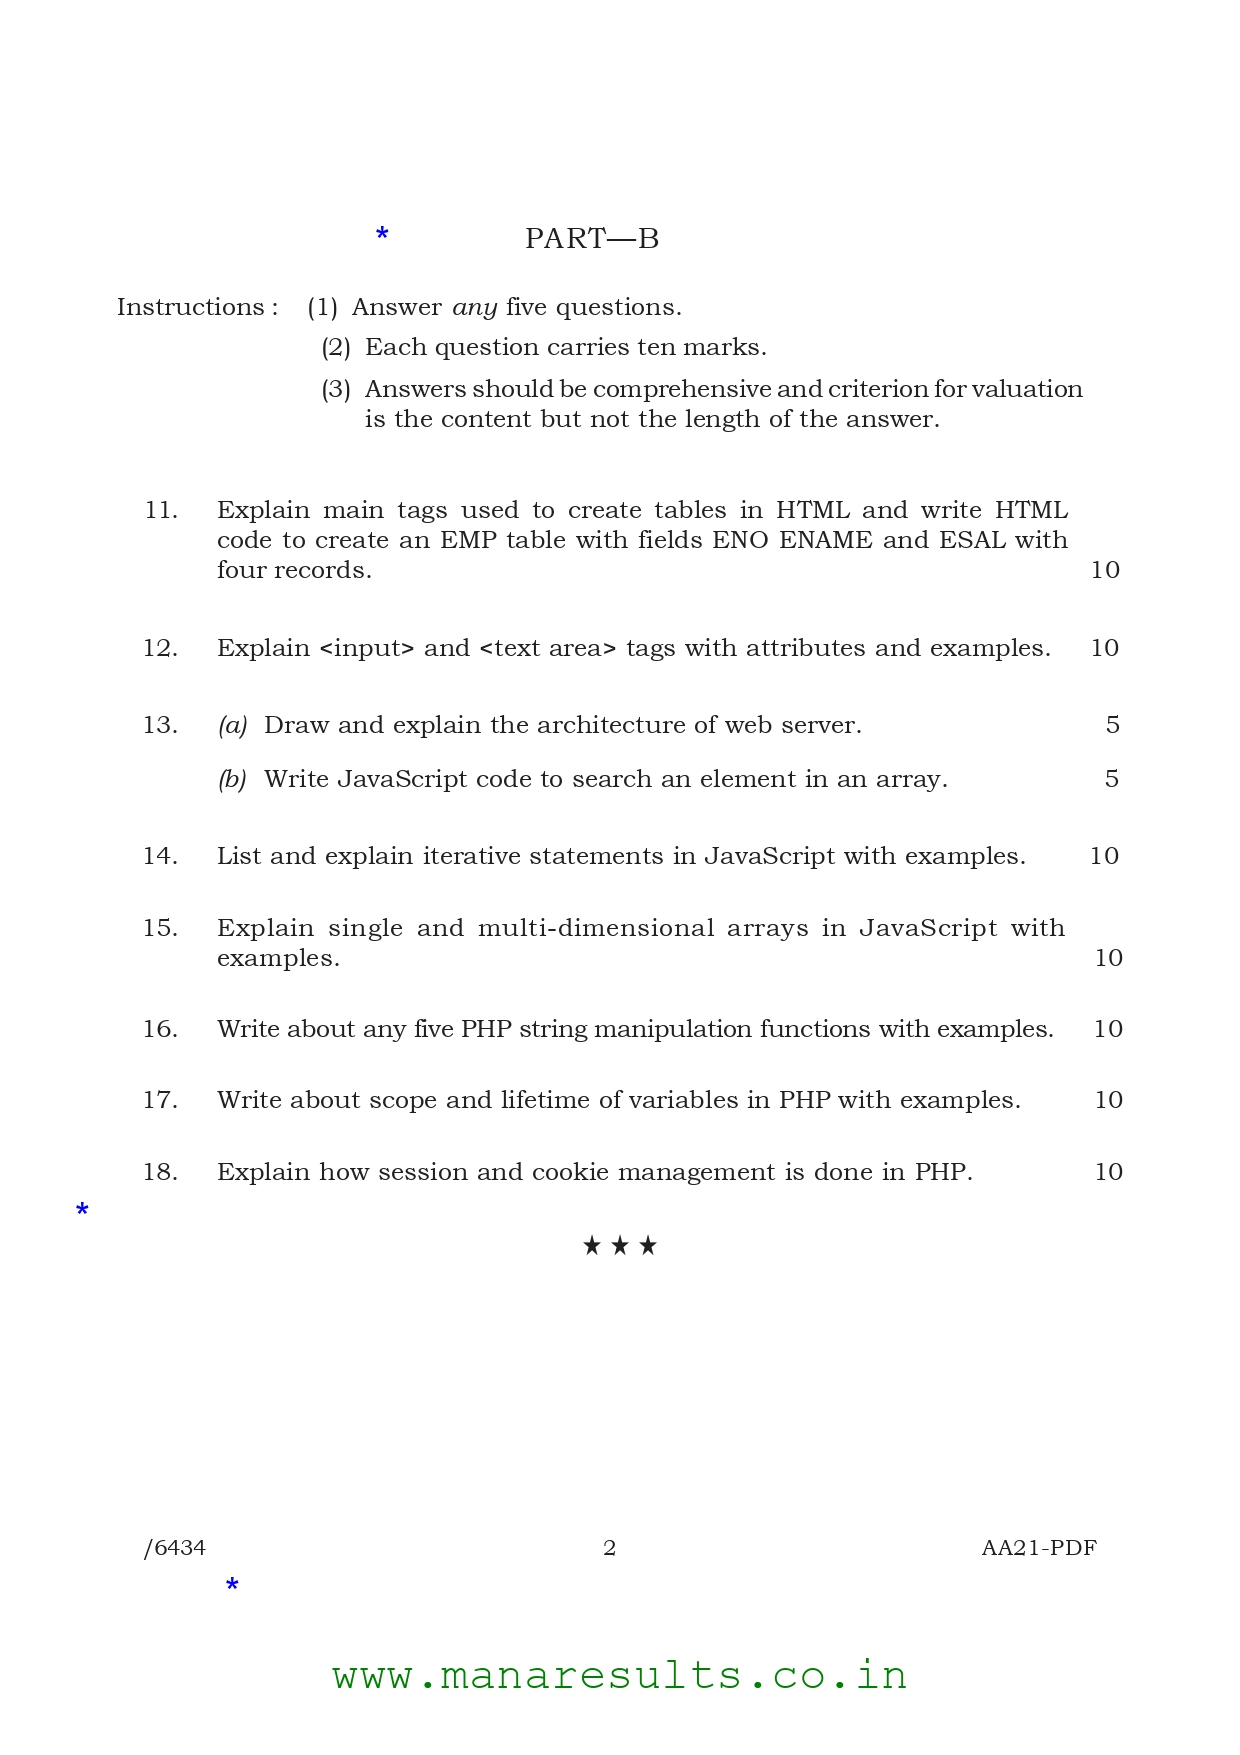 *
PART—B
Instructions : (1) Answer any five questions.
(2) Each question carries ten marks.
(3) Answers should be comprehensive and criterion for valuation
is the content but not the length of the answer.
11. Explain main tags used to create tables in HTML and write HTML
code to create an EMP table with fields ENO ENAME and ESAL with
four records. 10
12. Explain <input> and <text area> tags with attributes and examples. 10
13. (a) Draw and explain the architecture of web server. 5
(b) Write JavaScript code to search an element in an array. 5
14. List and explain iterative statements in JavaScript with examples. 10
15. Explain single and multi-dimensional arrays in JavaScript with
examples. 10
16. Write about any five PHP string manipulation functions with examples. 10
17. Write about scope and lifetime of variables in PHP with examples. 10
18. Explain how session and cookie management is done in PHP. 10
*
★ ★ ★
/6434 2 AA21-PDF
*
www.manaresults.co.in